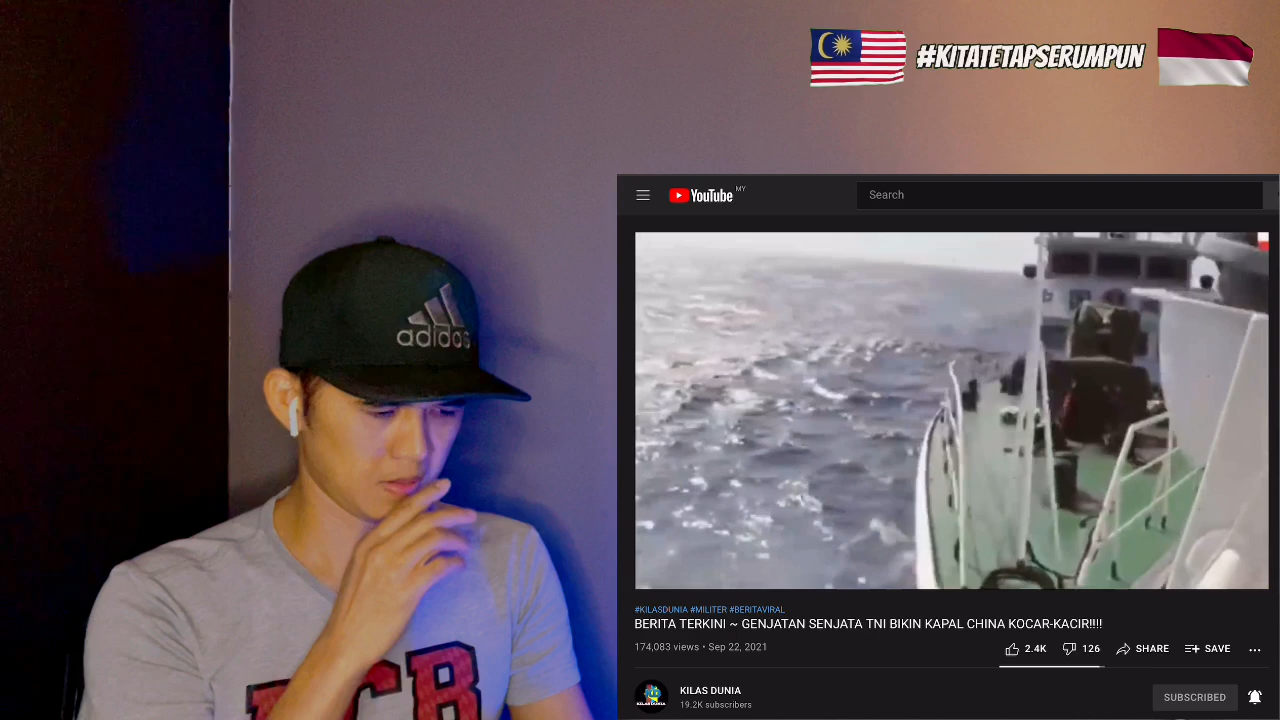 #KITATETAPSERUMPUN
YouTube MY
Search
adidas
#KILASDUNIA #MILITER #BERITAVIRAL
BERITA TERKINI ~ GENJATAN SENJATA TNI BIKIN KAPAL CHINA KOCAR-KACIR!!!!
174,083 views • Sep 22, 2021
2.4K 126 SHARE SAVE
KILAS DUNIA
19.2K subscribers
SUBSCRIBED